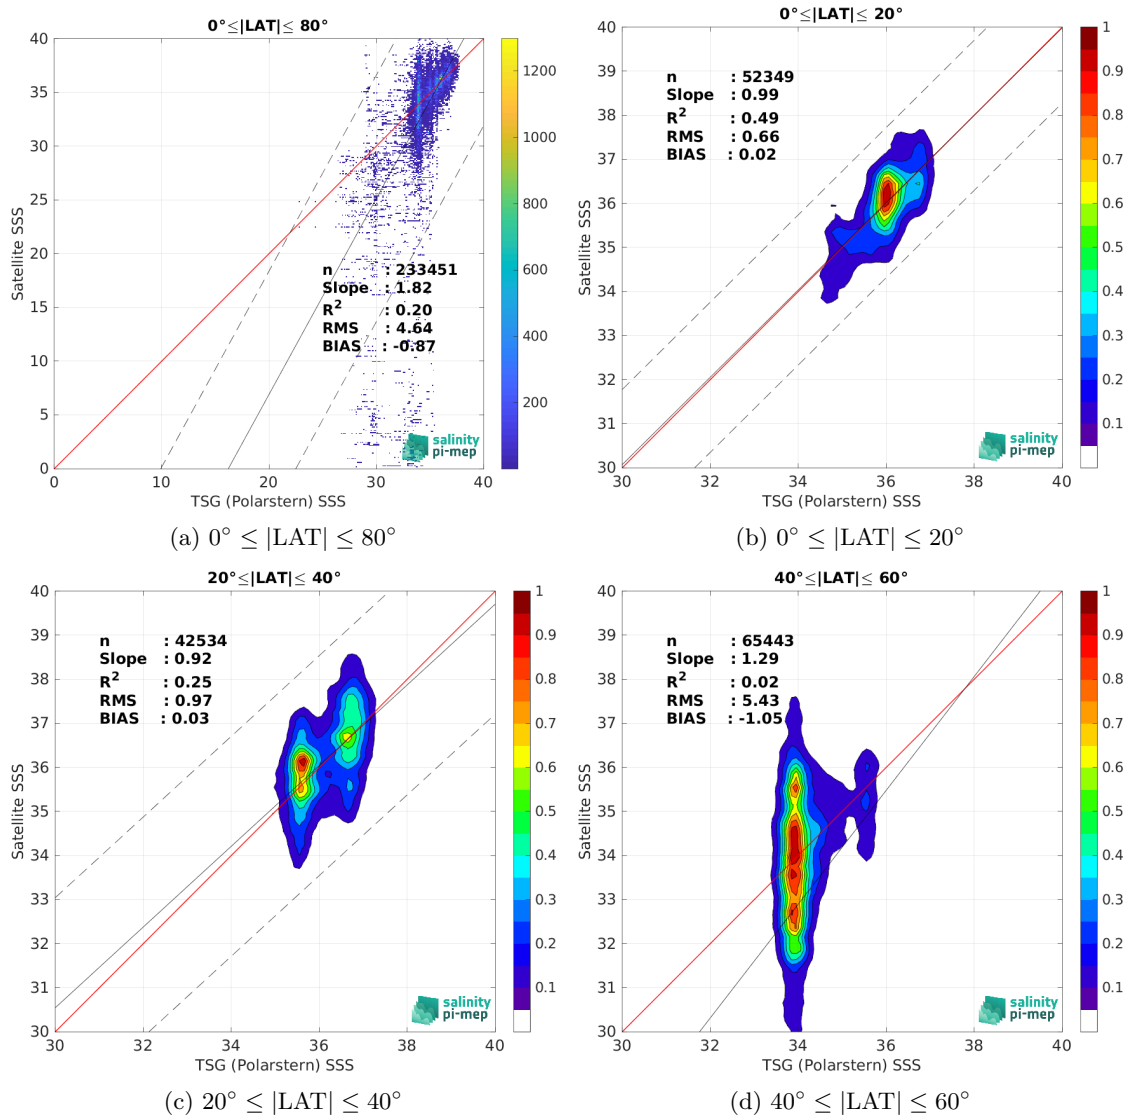 0°≤|LAT|≤ 80°
40
35
30
25
20
15
10
5
0
Satellite SSS
n : 233451
Slope : 1.82
R² : 0.20
RMS : 4.64
BIAS : -0.87
salinity
pi-mep
0 10 20 30 40
TSG (Polarstern) SSS
1200
1000
800
600
400
200
(a) 0° ≤ |LAT| ≤ 80°
0°≤|LAT|≤ 20°
40
39
38
37
36
35
34
33
32
31
30
Satellite SSS
n : 52349
Slope : 0.99
R² : 0.49
RMS : 0.66
BIAS : 0.02
salinity
pi-mep
30 32 34 36 38 40
TSG (Polarstern) SSS
1
0.9
0.8
0.7
0.6
0.5
0.4
0.3
0.2
0.1
(b) 0° ≤ |LAT| ≤ 20°
20°≤|LAT|≤ 40°
40
39
38
37
36
35
34
33
32
31
30
Satellite SSS
n : 42534
Slope : 0.92
R² : 0.25
RMS : 0.97
BIAS : 0.03
salinity
pi-mep
30 32 34 36 38 40
TSG (Polarstern) SSS
1
0.9
0.8
0.7
0.6
0.5
0.4
0.3
0.2
0.1
(c) 20° ≤ |LAT| ≤ 40°
40°≤|LAT|≤ 60°
40
39
38
37
36
35
34
33
32
31
30
Satellite SSS
n : 65443
Slope : 1.29
R² : 0.02
RMS : 5.43
BIAS : -1.05
salinity
pi-mep
30 32 34 36 38 40
TSG (Polarstern) SSS
1
0.9
0.8
0.7
0.6
0.5
0.4
0.3
0.2
0.1
(d) 40° ≤ |LAT| ≤ 60°